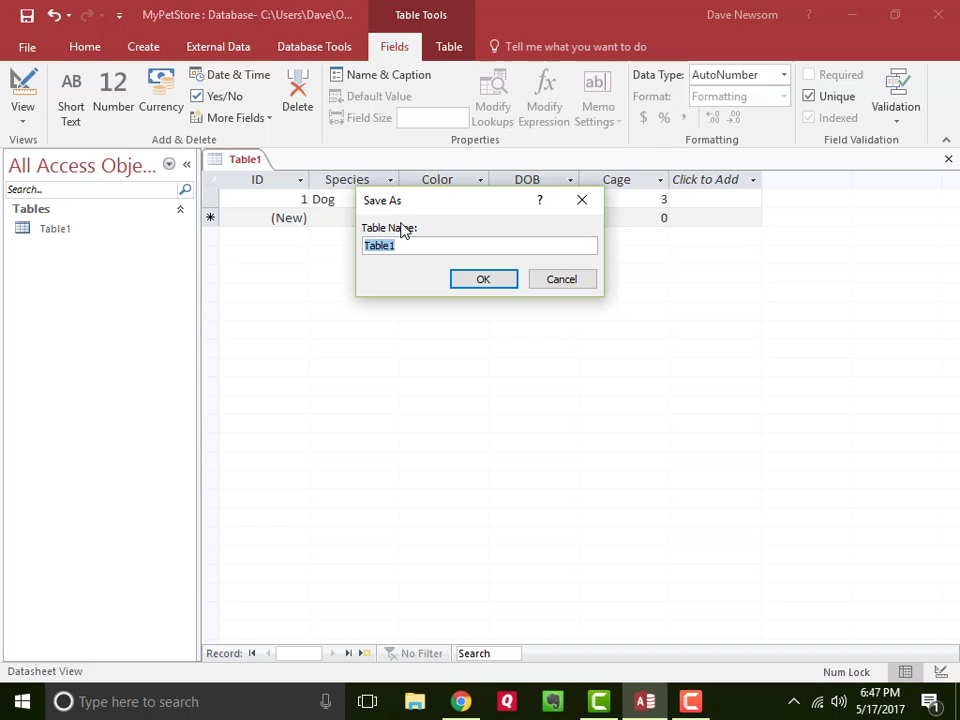 MyPetStore : Database- C:\Users\Dave\O...
Table Tools
Dave Newsom
?
File
Home
Create
External Data
Database Tools
Fields
Table
Tell me what you want to do
View
Views
AB
Short
Text
12
Number
Currency
Date & Time
Yes/No
More Fields
Delete
Add & Delete
Name & Caption
Default Value
Field Size
Modify
Lookups
fx
Modify
Expression
ab
Memo
Settings
Properties
Data Type:
AutoNumber
Format:
Formatting
$ % ,
Formatting
Required
Unique
Indexed
Validation
Field Validation
All Access Obje...
Search...
Tables
Table1
Table1
ID
Species
Color
DOB
Cage
Click to Add
1 Dog
3
(New)
0
Save As
?
Table Name:
Table1
OK
Cancel
Record:
No Filter
Search
Datasheet View
Num Lock
Type here to search
Q
A
C
6:47 PM
5/17/2017
1